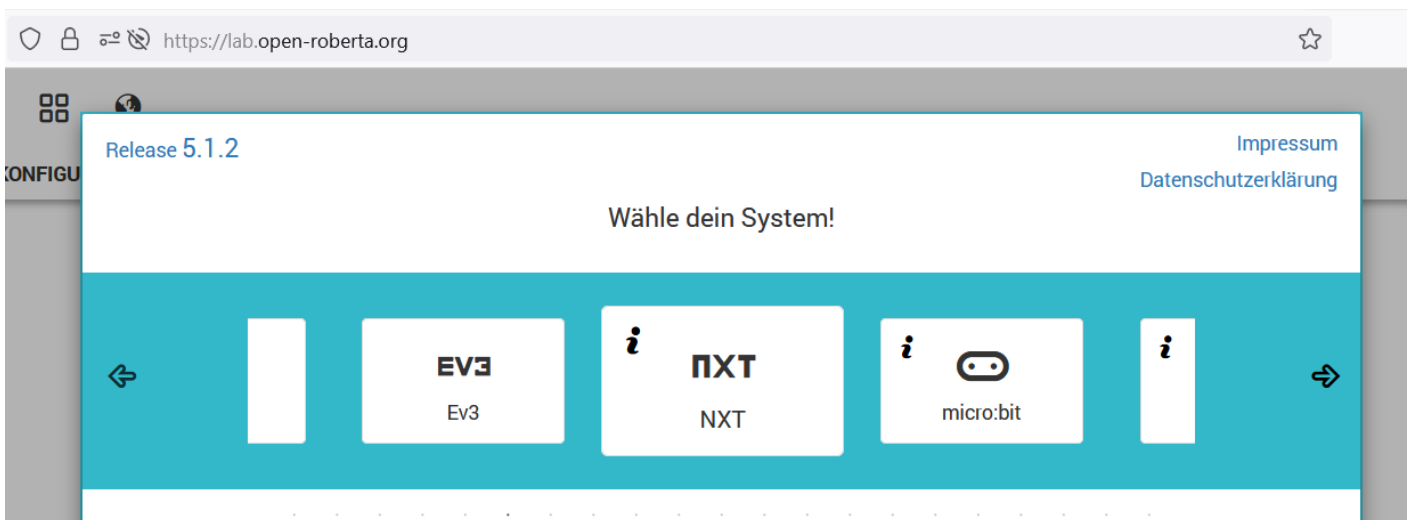 https://lab.open-roberta.org
KONFIGU
Release 5.1.2
Impressum
Datenschutzerklärung
Wähle dein System!
i
i
i
EV3
NXT
Ev3
NXT
micro:bit